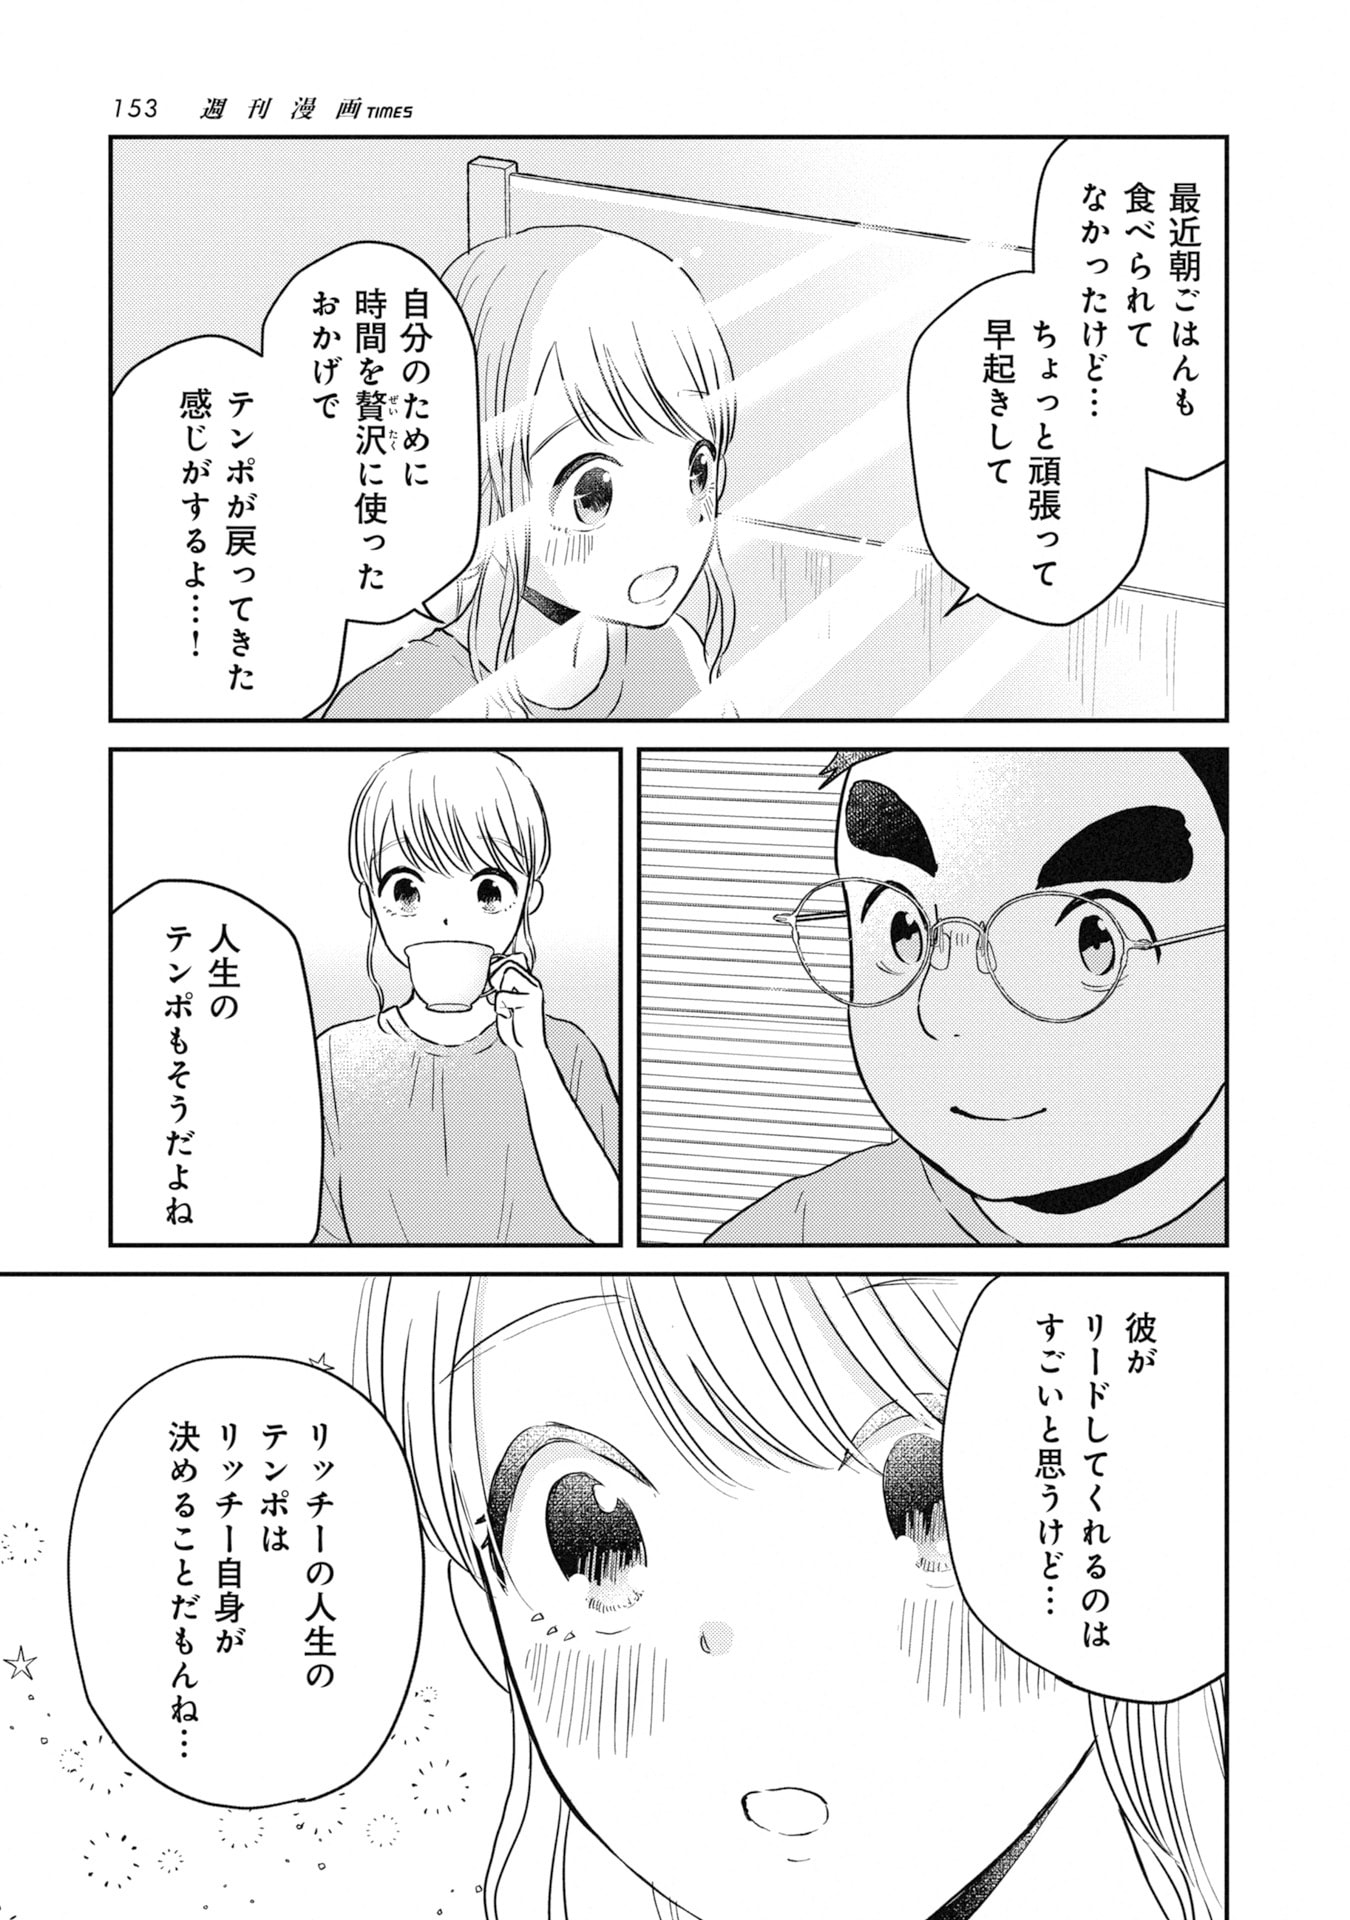 153 週刊漫画TIMES
最近朝ごはんも
食べられて
なかったけど…
ちょっと頑張って
早起きして
自分のために
時間を贅沢に使った
ぜいたく
おかげで
テンポが戻ってきた
感じがするよ…！
人生の
テンポもそうだよね
彼が
リードしてくれるのは
すごいと思うけど…
リッチーの人生の
テンポは
リッチー自身が
決めることだもんね…